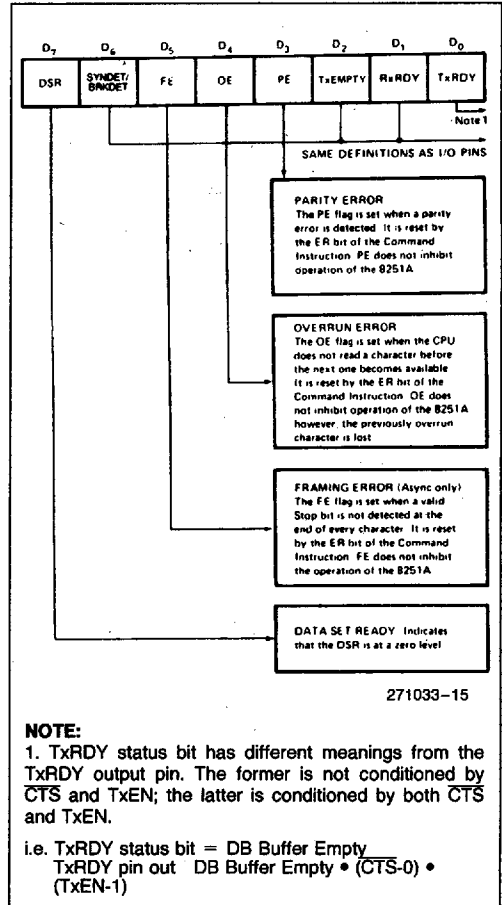 D7 D6 D5 D4 D3 D2 D1 D0
DSR SYNDET/ FE OE PE TxEMPTY RxRDY TxRDY
BRKDET
Note 1
SAME DEFINITIONS AS I/O PINS
PARITY ERROR
The PE flag is set when a parity
error is detected It is reset by
the ER bit of the Command
Instruction PE does not inhibit
operation of the 8251A
OVERRUN ERROR
The OE flag is set when the CPU
does not read a character before
the next one becomes available
It is reset by the ER bit of the
Command Instruction OE does
not inhibit operation of the 8251A
however, the previously overrun
character is lost
FRAMING ERROR (Async only)
The FE flag is set when a valid
Stop bit is not detected at the
end of every character It is reset
by the ER bit of the Command
Instruction FE does not inhibit
the operation of the 8251A
DATA SET READY Indicates
that the DSR is at a zero level
271033–15
NOTE:
1. TxRDY status bit has different meanings from the
TxRDY output pin. The former is not conditioned by
CTS and TxEN; the latter is conditioned by both CTS
and TxEN.
i.e. TxRDY status bit = DB Buffer Empty
TxRDY pin out DB Buffer Empty • (CTS-0) •
(TxEN-1)